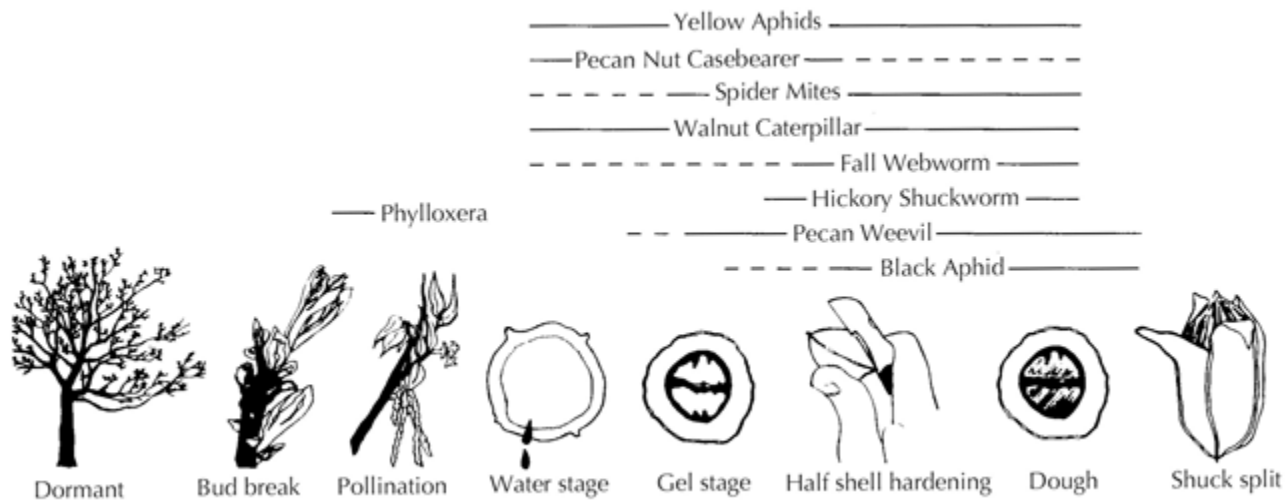 Yellow Aphids
Pecan Nut Casebearer
Spider Mites
Walnut Caterpillar
Fall Webworm
Hickory Shuckworm
Phylloxera
Pecan Weevil
Black Aphid
Dormant
Bud break
Pollination
Water stage
Gel stage
Half shell hardening
Dough
Shuck split